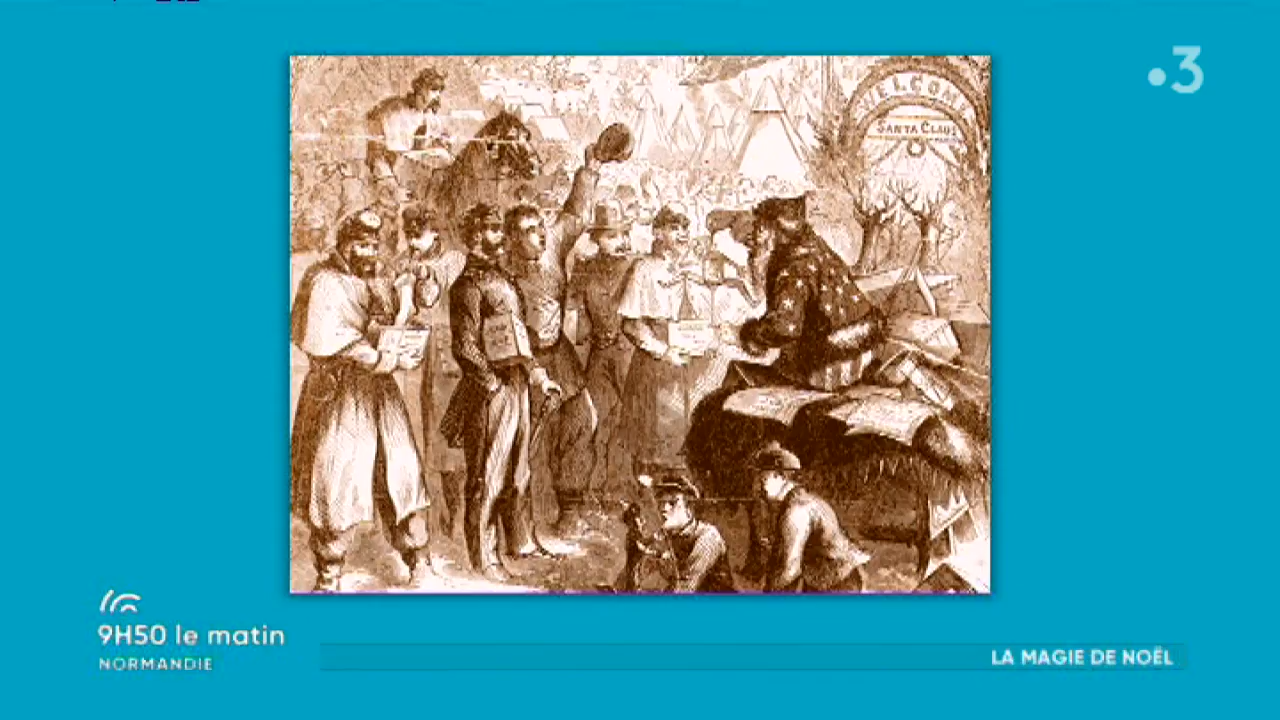 3
WELCOME
SANTA CLAUS
9H50 le matin
NORMANDIE
LA MAGIE DE NOËL